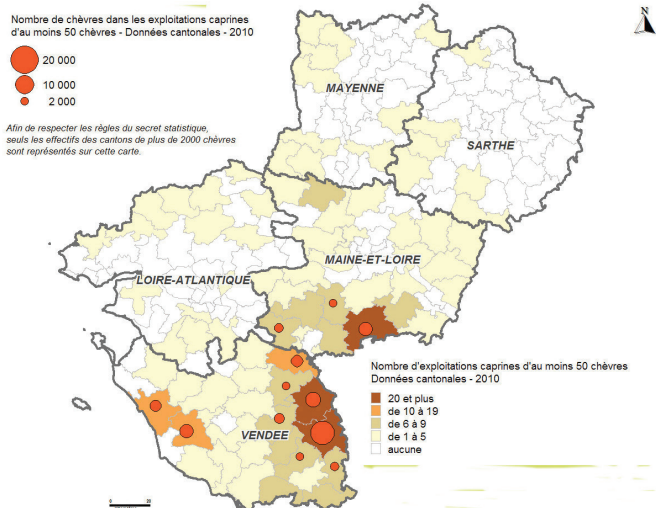 Nombre de chèvres dans les exploitations caprines
d'au moins 50 chèvres - Données cantonales - 2010
20 000
10 000
2 000
Afin de respecter les règles du secret statistique,
seuls les effectifs des cantons de plus de 2000 chèvres
sont représentés sur cette carte.
N
MAYENNE
SARTHE
MAINE-ET-LOIRE
LOIRE-ATLANTIQUE
VENDEE
Nombre d'exploitations caprines d'au moins 50 chèvres
Données cantonales - 2010
20 et plus
de 10 à 19
de 6 à 9
de 1 à 5
aucune